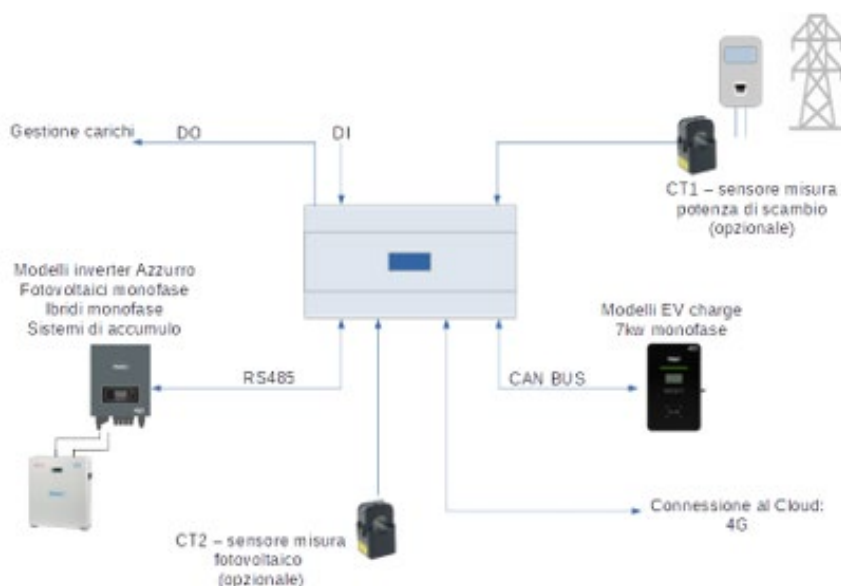 Gestione carichi
DO
DI
CT1 – sensore misura
potenza di scambio
(opzionale)
Modelli inverter Azzurro
Fotovoltaici monofase
Ibridi monofase
Sistemi di accumulo
Modelli EV charge
7kw monofase
RS485
CAN BUS
CT2 – sensore misura
fotovoltaico
(opzionale)
Connessione al Cloud:
4G